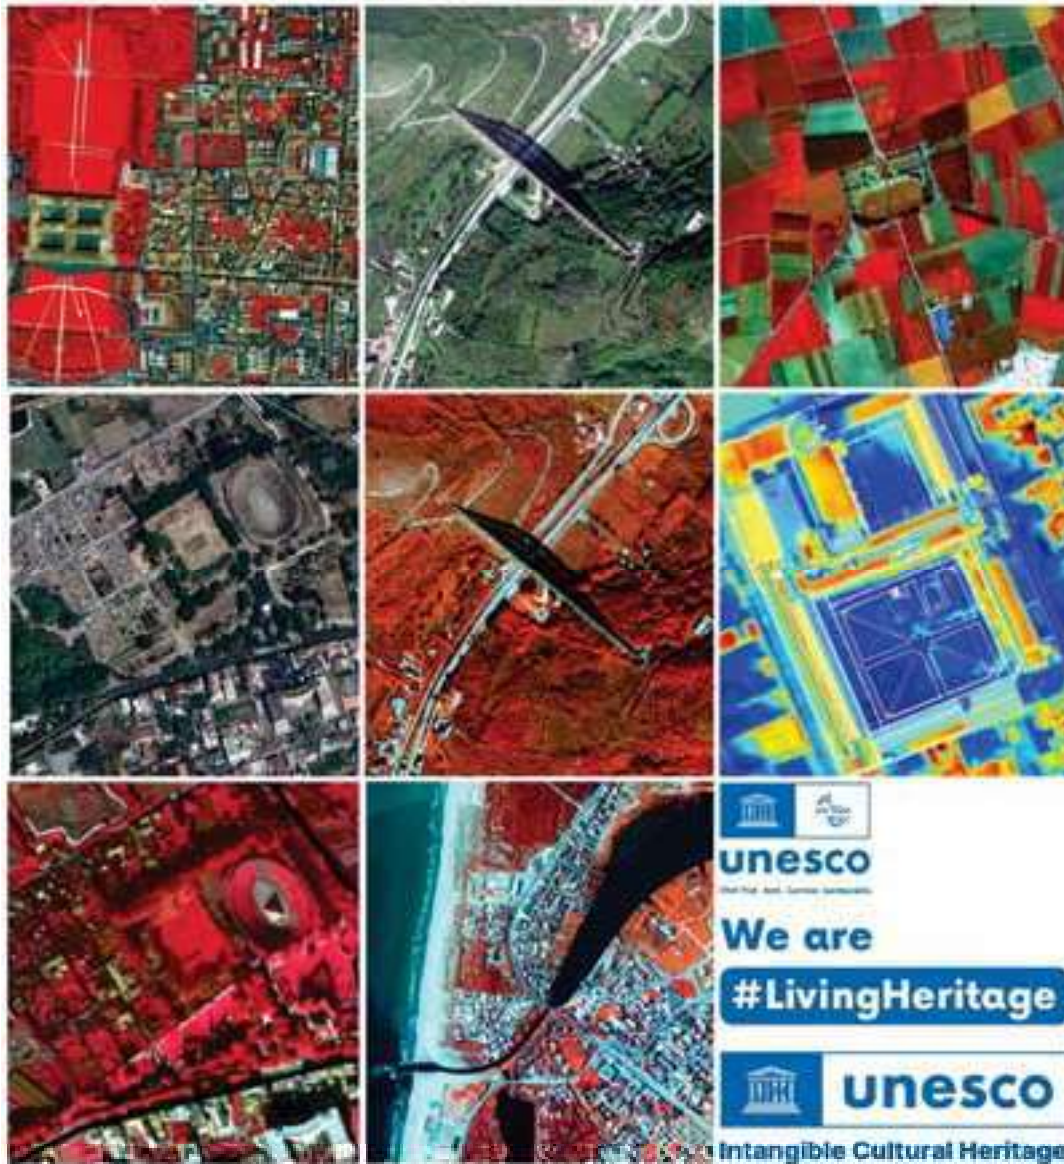 unesco
We are
#LivingHeritage
unesco
Intangible Cultural Heritage